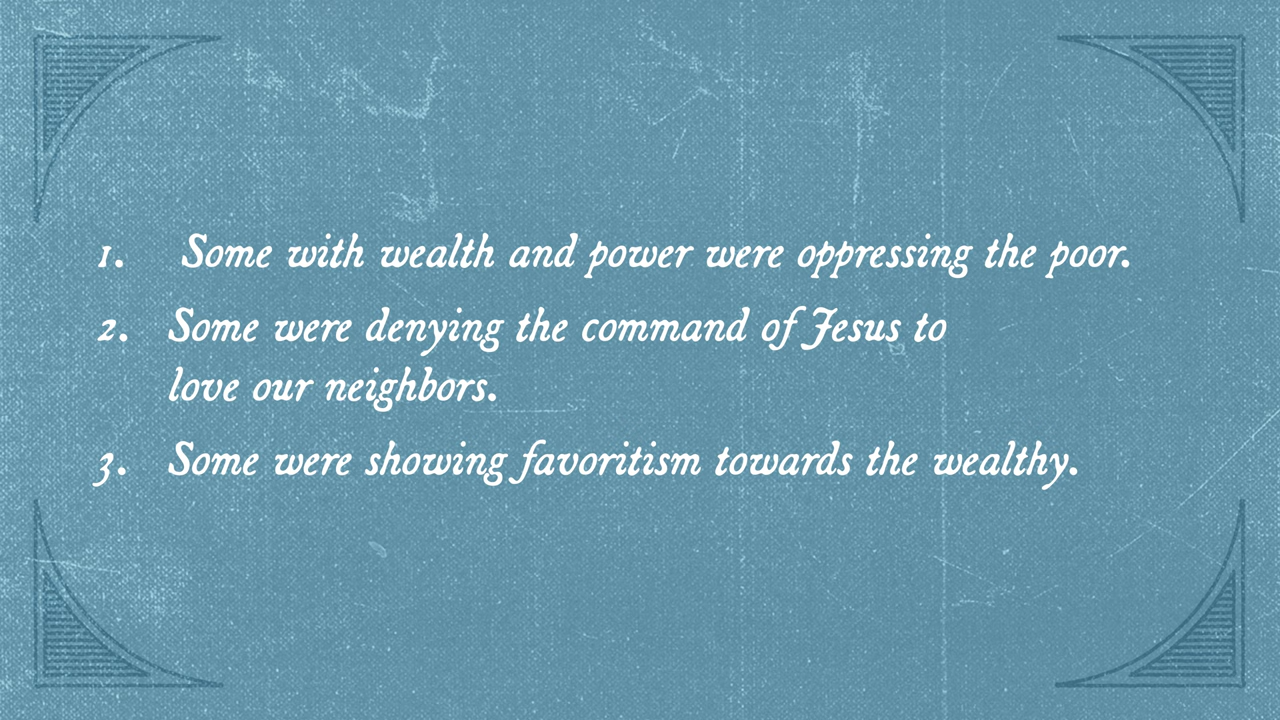 1. Some with wealth and power were oppressing the poor.
2. Some were denying the command of Jesus to
love our neighbors.
3. Some were showing favoritism towards the wealthy.